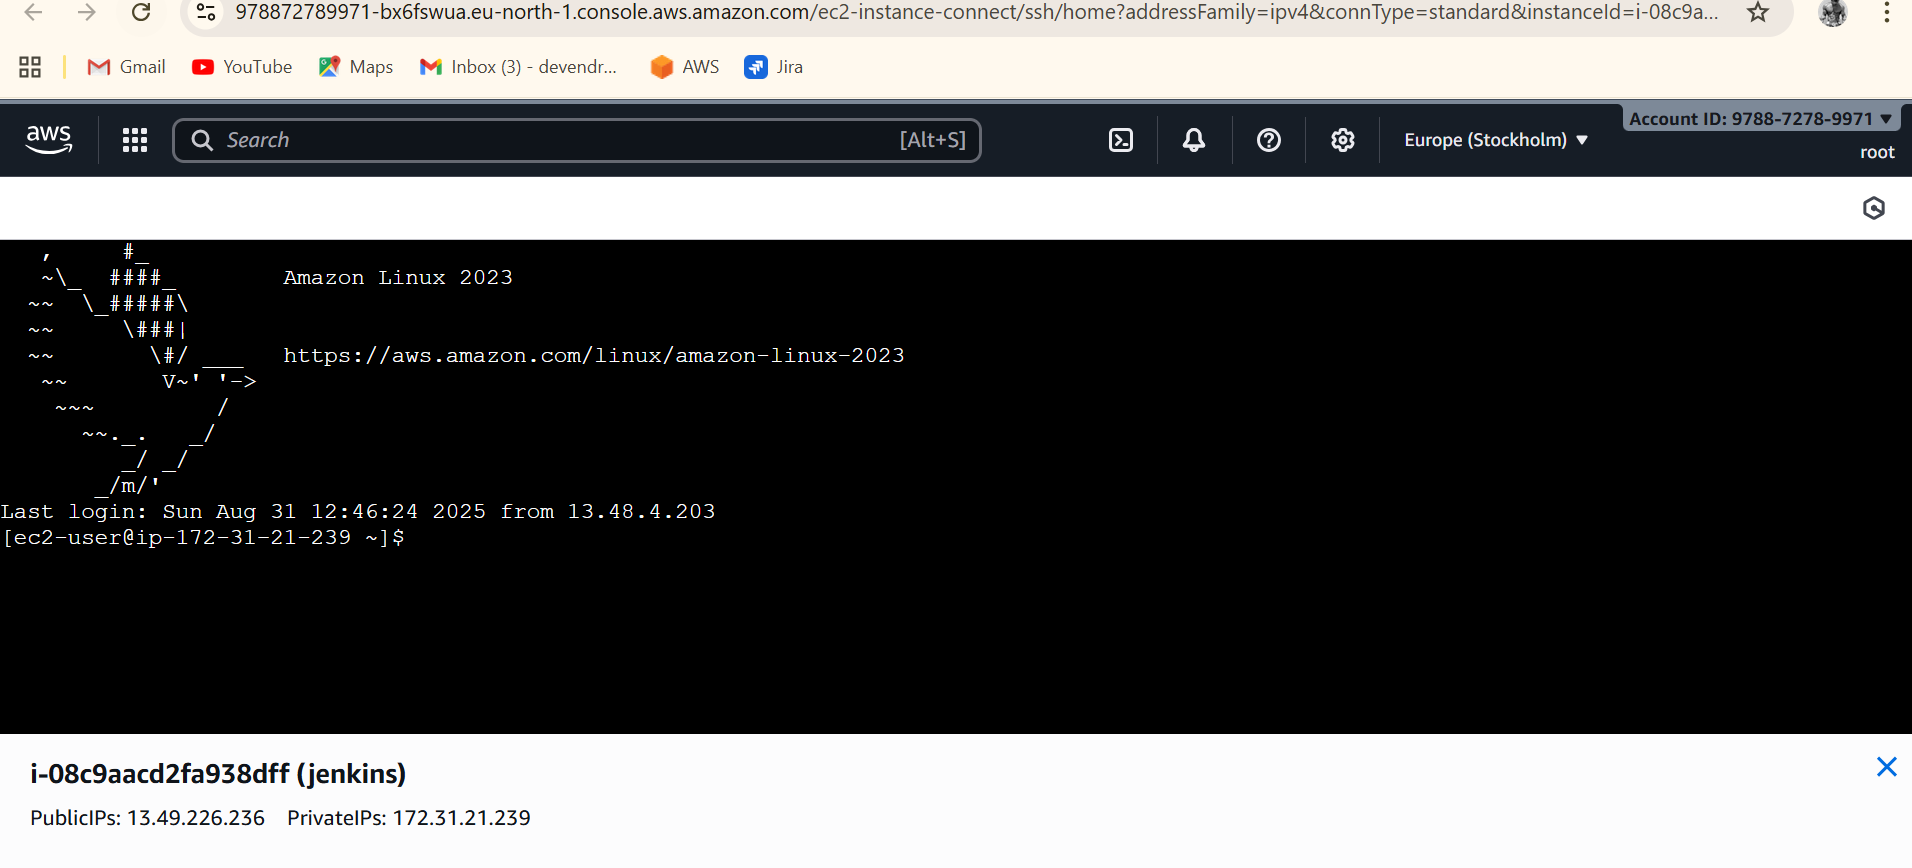 978872789971-bx6fswua.eu-north-1.console.aws.amazon.com/ec2-instance-connect/ssh/home?addressFamily=ipv4&connType=standard&instanceId=i-08c9a...
Gmail YouTube Maps Inbox (3) - devendr... AWS Jira
aws Search [Alt+S] Europe (Stockholm) Account ID: 9788-7278-9971
root
   ,     #_
   ~\_  ####_        Amazon Linux 2023
  ~~  \_#####\
  ~~     \###|
  ~~       \#/ ___   https://aws.amazon.com/linux/amazon-linux-2023
   ~~       V~' '->
    ~~~         /
      ~~._.   _/
         _/ _/
       _/m/'
Last login: Sun Aug 31 12:46:24 2025 from 13.48.4.203
[ec2-user@ip-172-31-21-239 ~]$
i-08c9aacd2fa938dff (jenkins)
PublicIPs: 13.49.226.236 PrivateIPs: 172.31.21.239